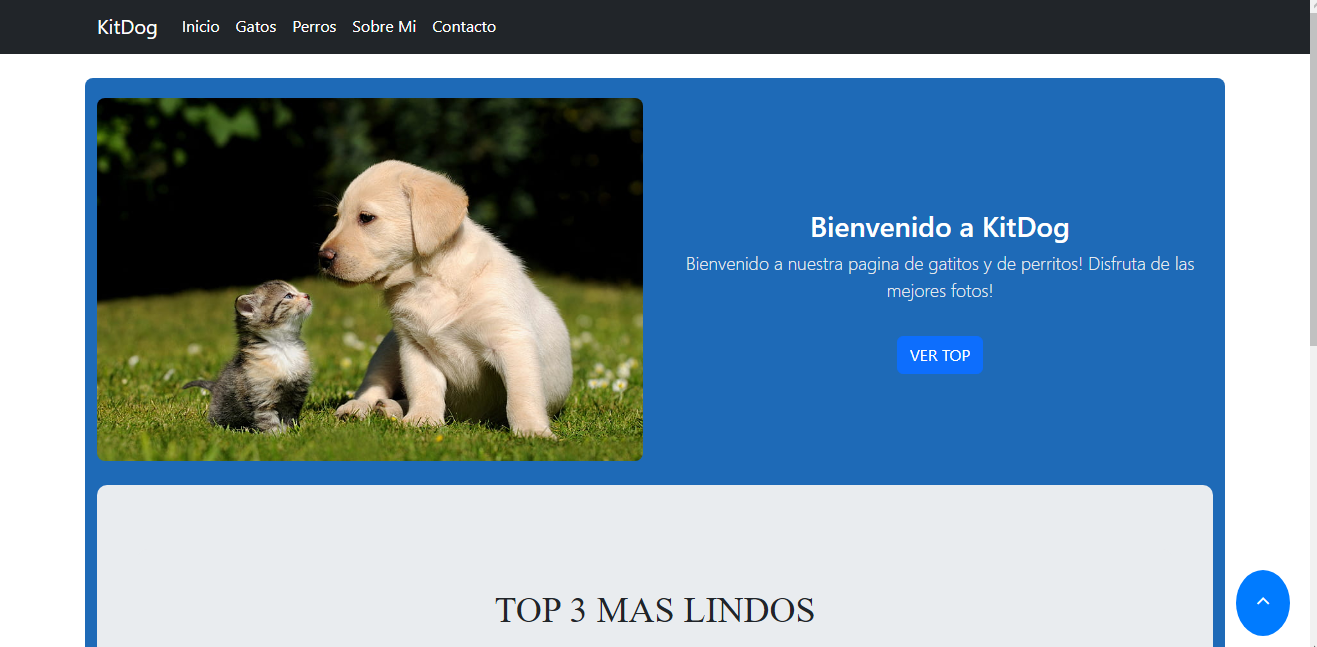 KitDog Inicio Gatos Perros Sobre Mi Contacto
Bienvenido a KitDog
Bienvenido a nuestra pagina de gatitos y de perritos! Disfruta de las
mejores fotos!
VER TOP
TOP 3 MAS LINDOS